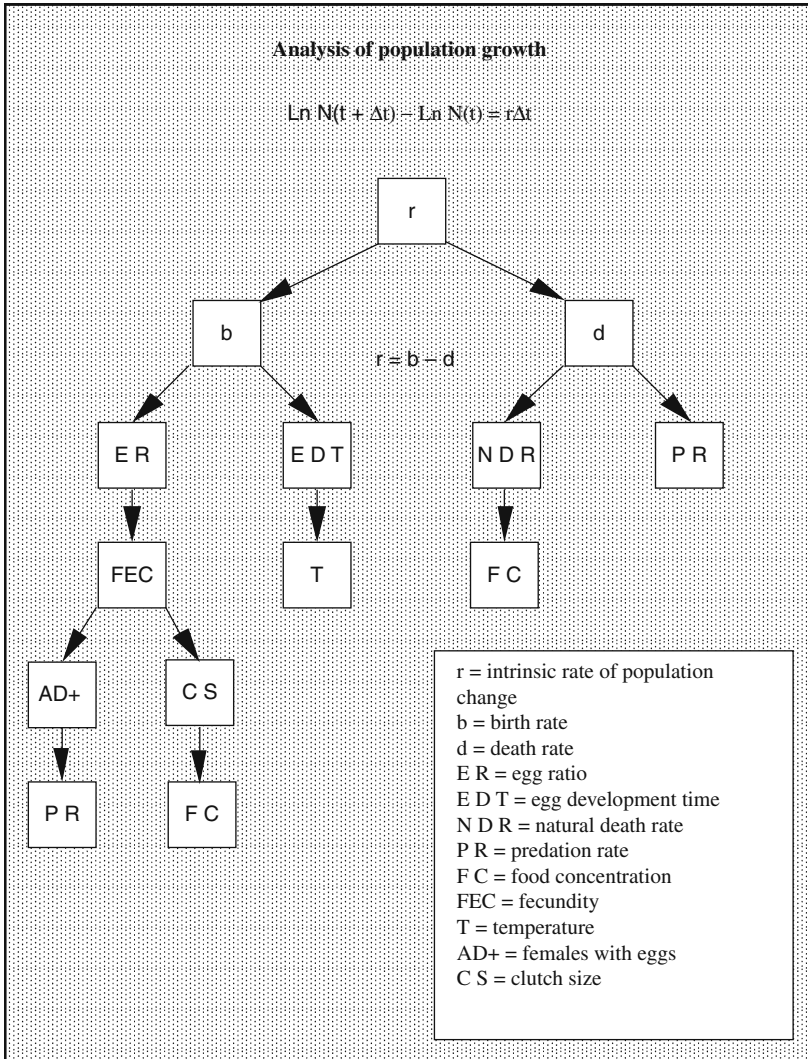 Analysis of population growth
Ln N(t + Δt) – Ln N(t) = rΔt
r
b
d
r = b – d
E R
E D T
N D R
P R
FEC
T
F C
AD+
C S
P R
F C
r = intrinsic rate of population
change
b = birth rate
d = death rate
E R = egg ratio
E D T = egg development time
N D R = natural death rate
P R = predation rate
F C = food concentration
FEC = fecundity
T = temperature
AD+ = females with eggs
C S = clutch size